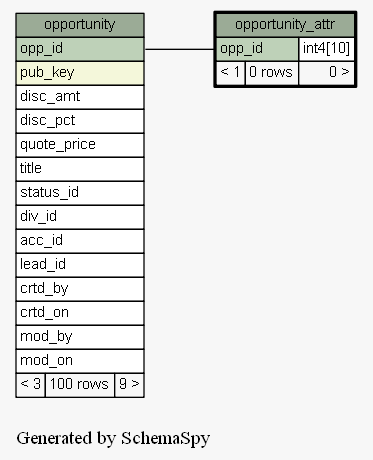 opportunity
opp_id
pub_key
disc_amt
disc_pct
quote_price
title
status_id
div_id
acc_id
lead_id
crtd_by
crtd_on
mod_by
mod_on
< 3 100 rows 9 >
opportunity_attr
opp_id int4[10]
< 1 0 rows 0 >
Generated by SchemaSpy